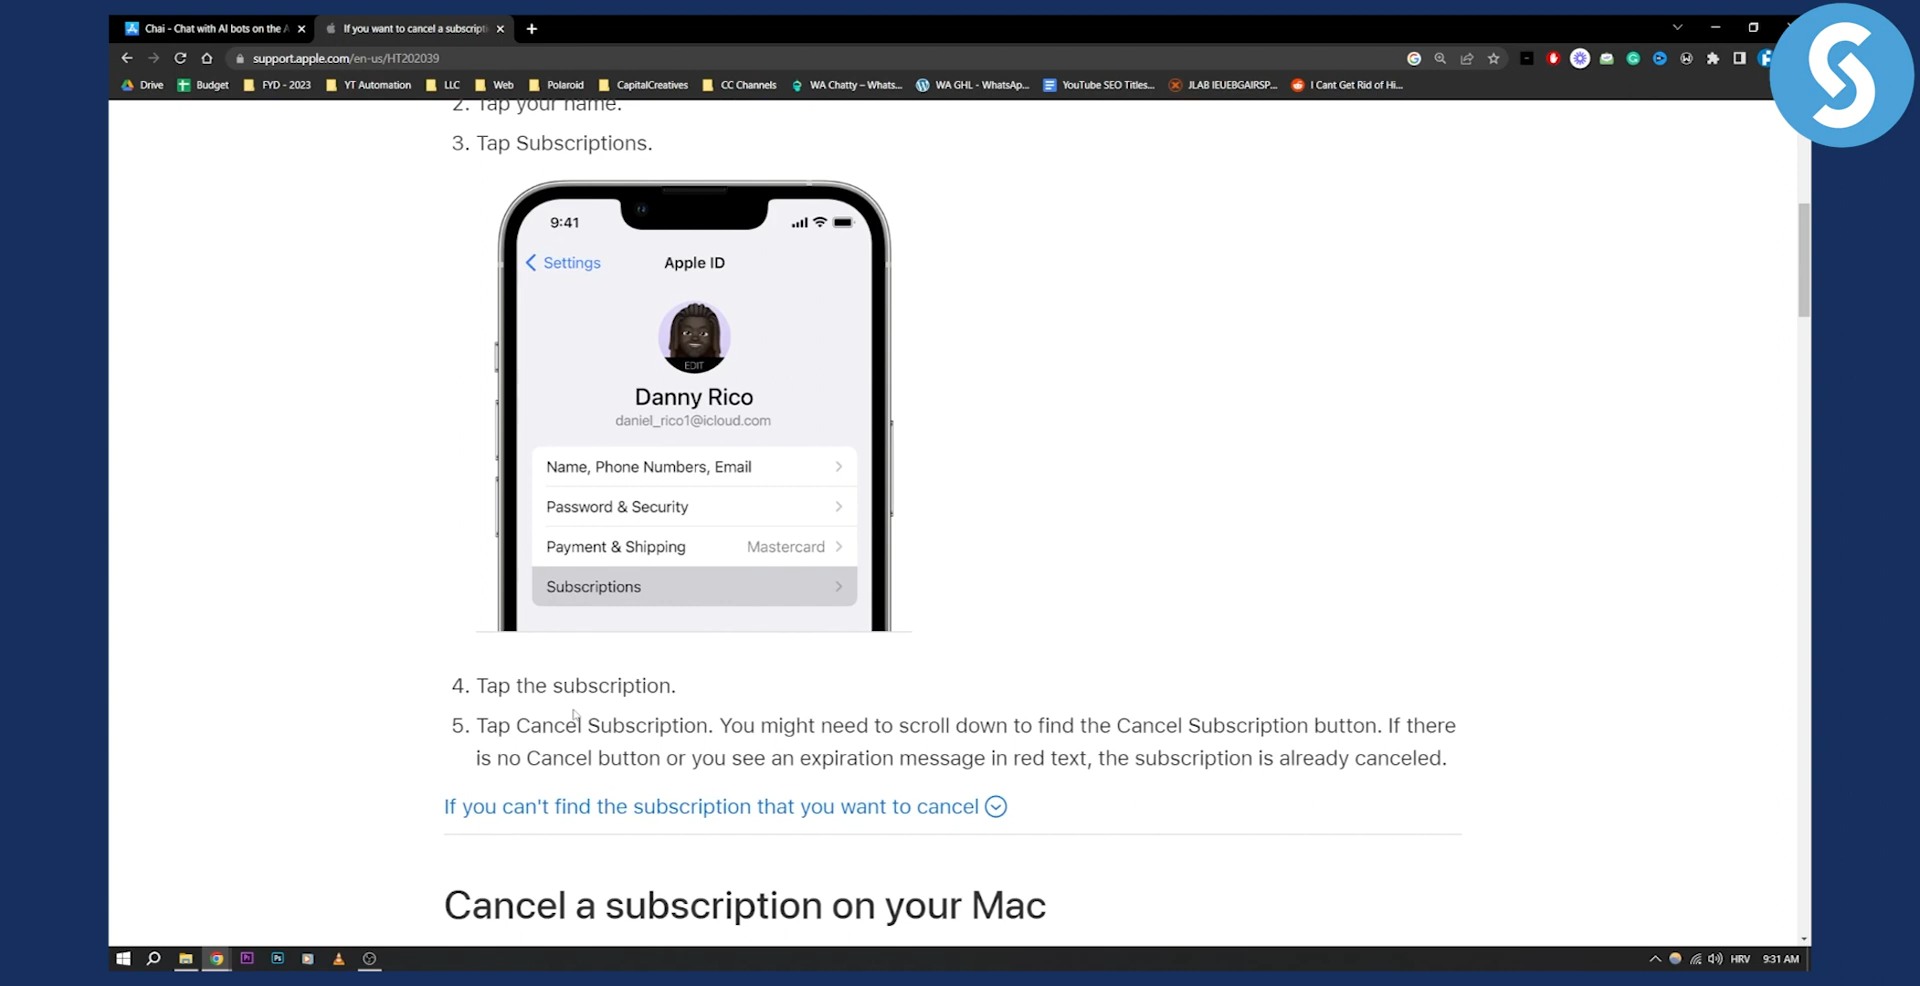 Chai - Chat with AI bots on the A
If you want to cancel a subscripti
support.apple.com/en-us/HT202039
Drive
Budget
FYD - 2023
YT Automation
LLC
Web
Polaroid
CapitalCreatives
CC Channels
WA Chatty – Whats...
WA GHL - WhatsAp...
YouTube SEO Titles...
JLAB IEUEBGAIRSP...
I Cant Get Rid of Hi...
2. Tap your name.
3. Tap Subscriptions.
9:41
Settings
Apple ID
EDIT
Danny Rico
daniel_rico1@icloud.com
Name, Phone Numbers, Email
Password & Security
Payment & Shipping Mastercard
Subscriptions
4. Tap the subscription.
5. Tap Cancel Subscription. You might need to scroll down to find the Cancel Subscription button. If there
is no Cancel button or you see an expiration message in red text, the subscription is already canceled.
If you can't find the subscription that you want to cancel
Cancel a subscription on your Mac
Pr
Ps
HRV
9:31 AM